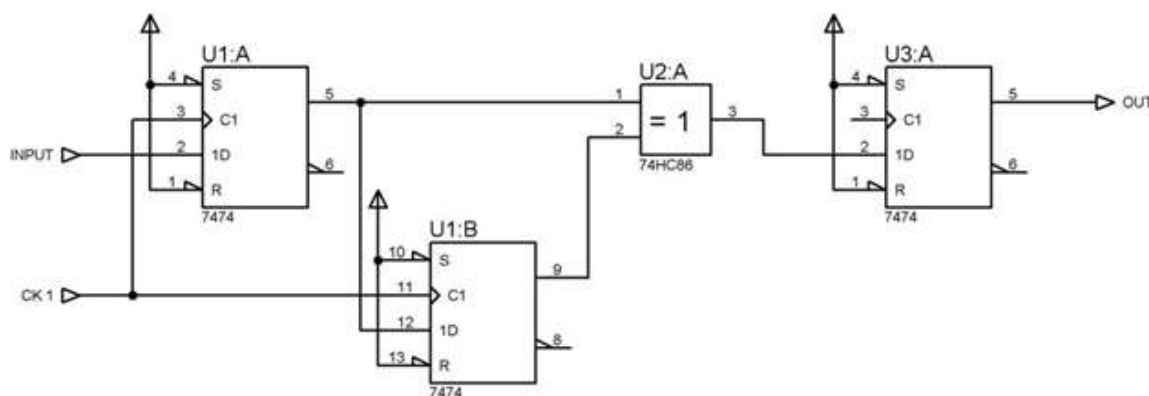 U1:A
4 S
3 C1
5
INPUT
2 1D
6
1 R
7474
U1:B
10 S
9
CK 1
11 C1
12 1D
8
13 R
7474
U2:A
1
2
= 1
3
74HC86
U3:A
4 S
3 C1
5
OUT
2 1D
6
1 R
7474